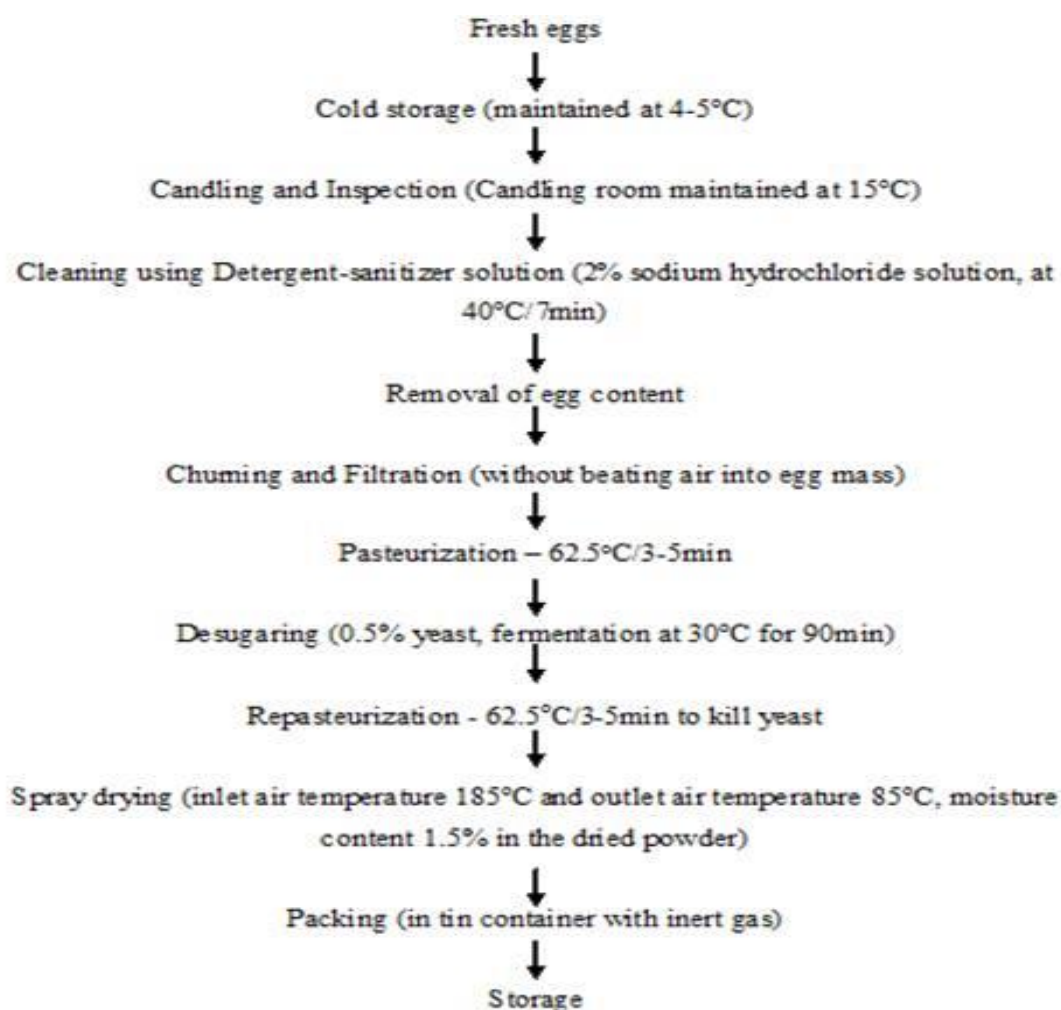 Fresh eggs
Cold storage (maintained at 4-5°C)
Candling and Inspection (Candling room maintained at 15°C)
Cleaning using Detergent-sanitizer solution (2% sodium hydrochloride solution, at
40°C/7min)
Removal of egg content
Churning and Filtration (without beating air into egg mass)
Pasteurization – 62.5°C/3-5min
Desugaring (0.5% yeast, fermentation at 30°C for 90min)
Repasteurization - 62.5°C/3-5min to kill yeast
Spray drying (inlet air temperature 185°C and outlet air temperature 85°C, moisture
content 1.5% in the dried powder)
Packing (in tin container with inert gas)
Storage